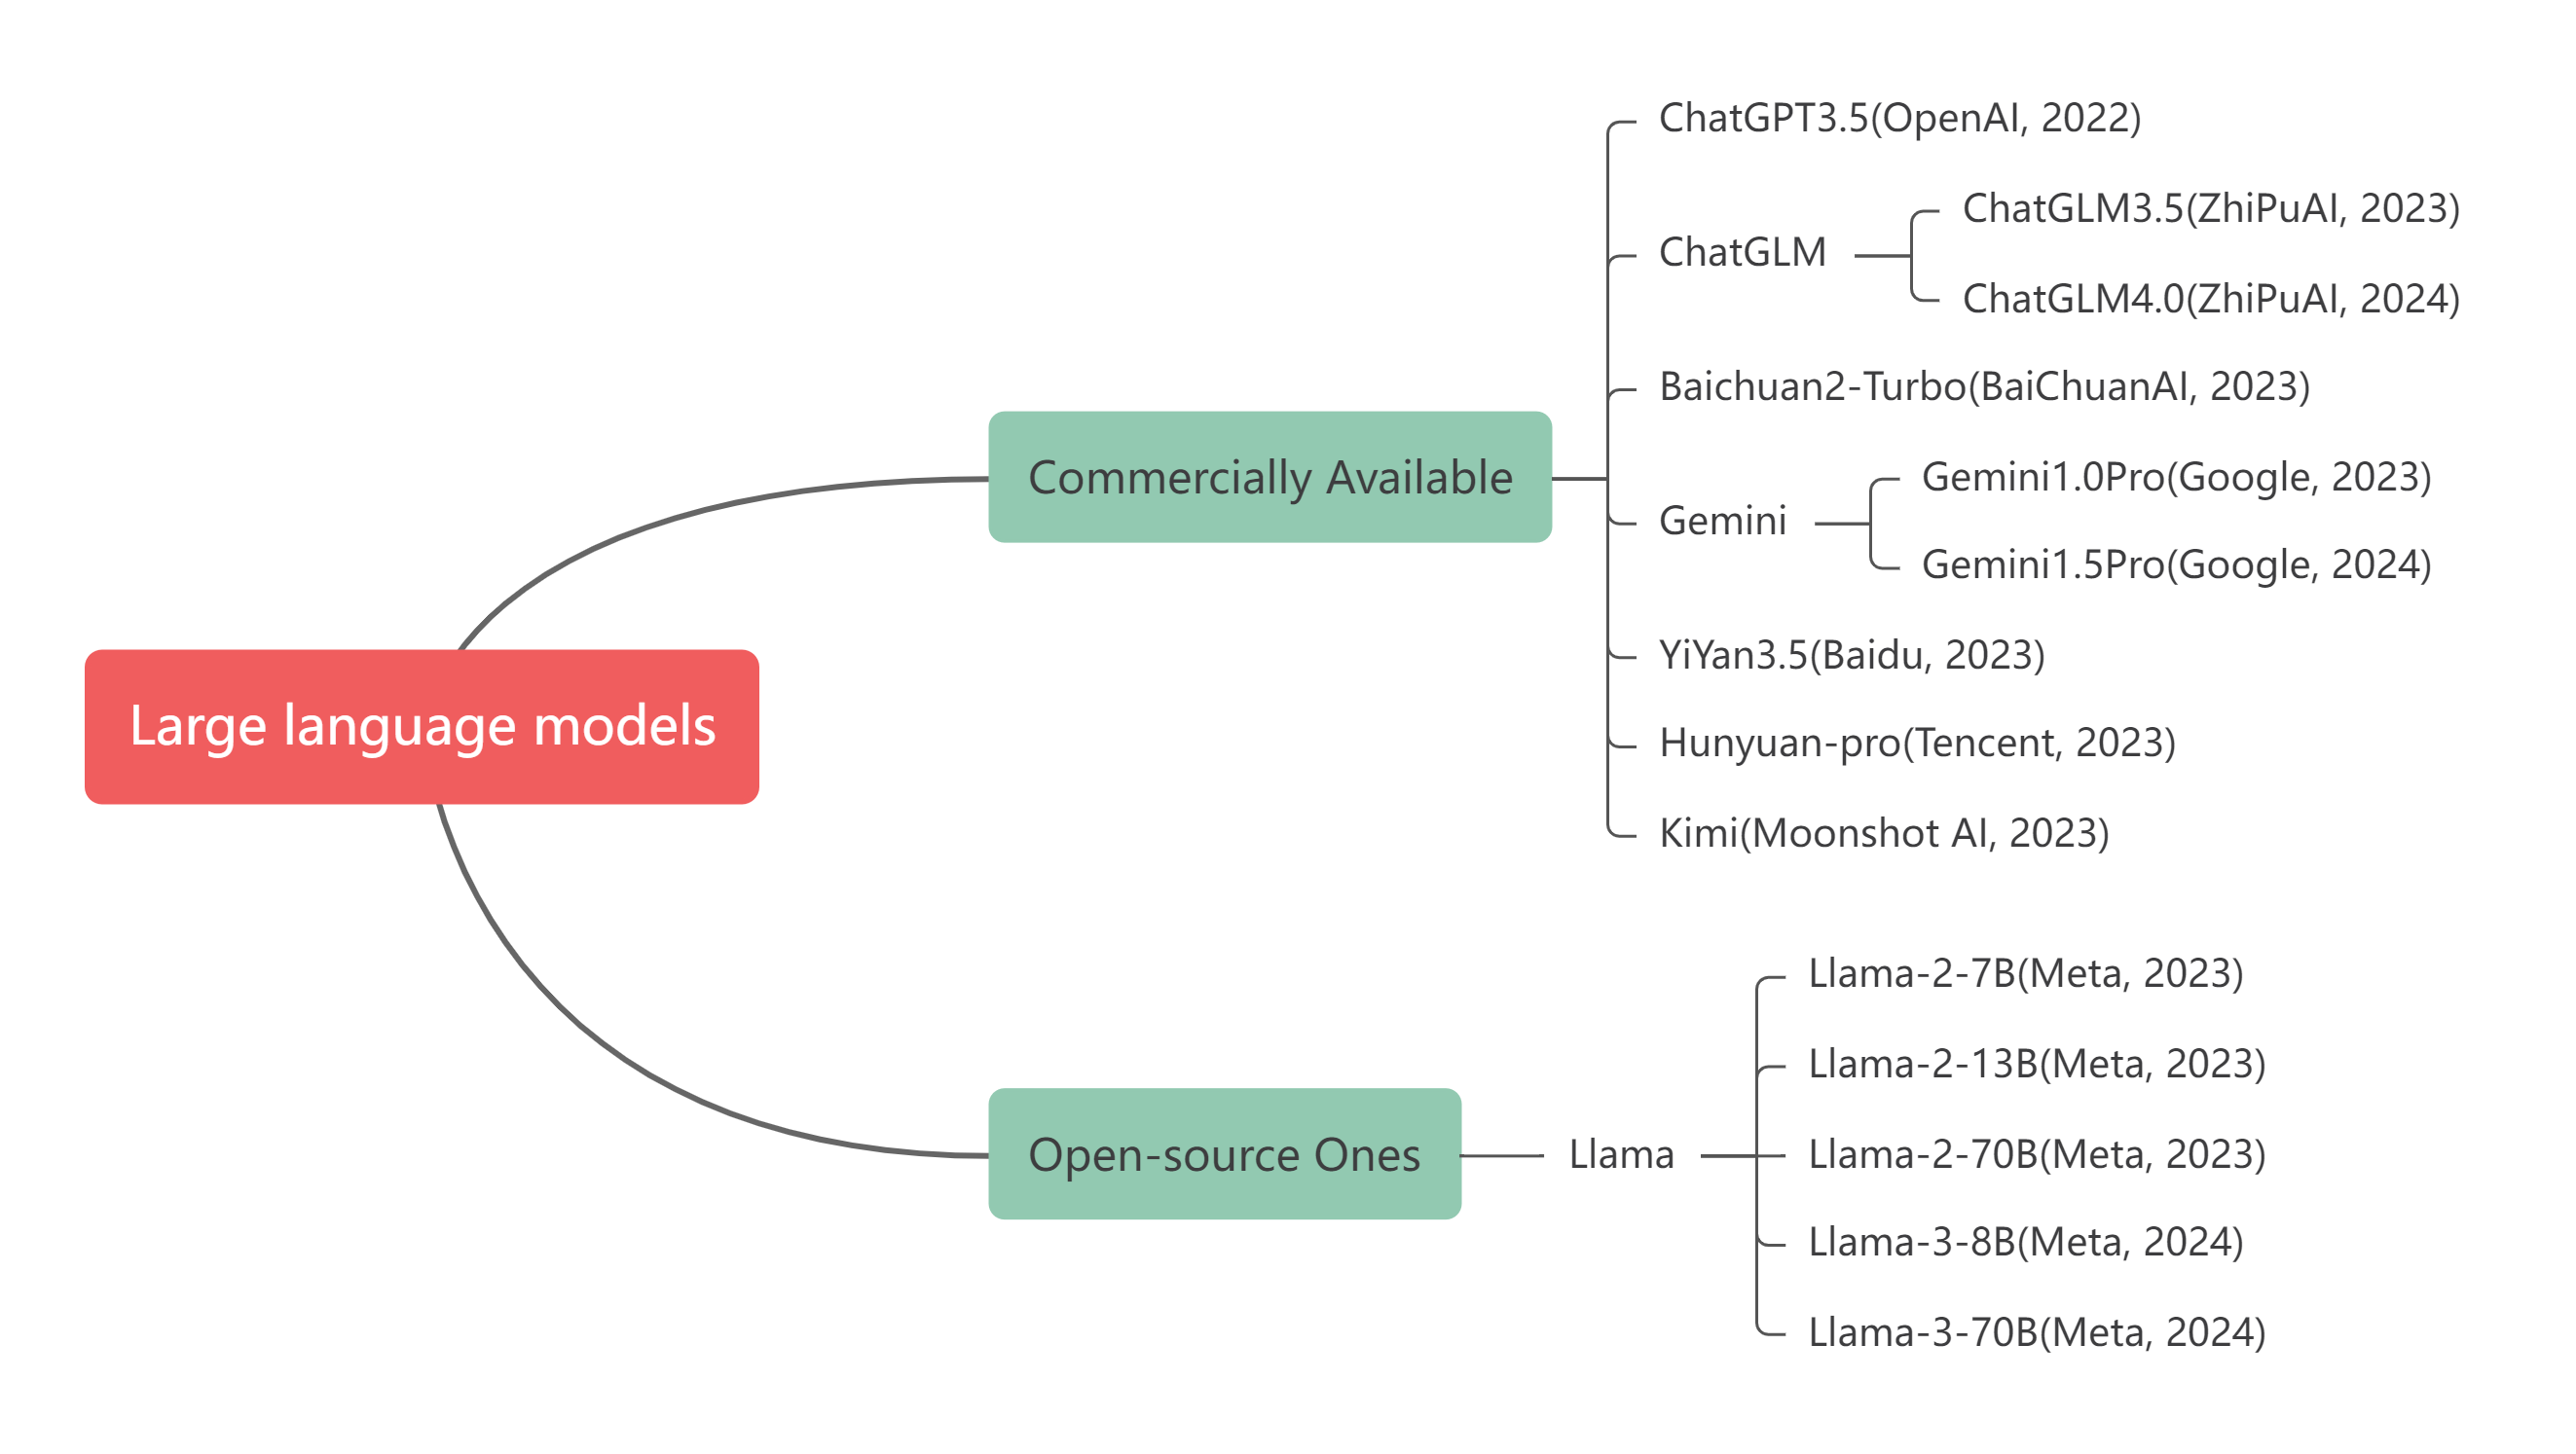 Large language models
Commercially Available
ChatGPT3.5(OpenAI, 2022)
ChatGLM
ChatGLM3.5(ZhiPuAI, 2023)
ChatGLM4.0(ZhiPuAI, 2024)
Baichuan2-Turbo(BaiChuanAI, 2023)
Gemini
Gemini1.0Pro(Google, 2023)
Gemini1.5Pro(Google, 2024)
YiYan3.5(Baidu, 2023)
Hunyuan-pro(Tencent, 2023)
Kimi(Moonshot AI, 2023)
Open-source Ones
Llama
Llama-2-7B(Meta, 2023)
Llama-2-13B(Meta, 2023)
Llama-2-70B(Meta, 2023)
Llama-3-8B(Meta, 2024)
Llama-3-70B(Meta, 2024)